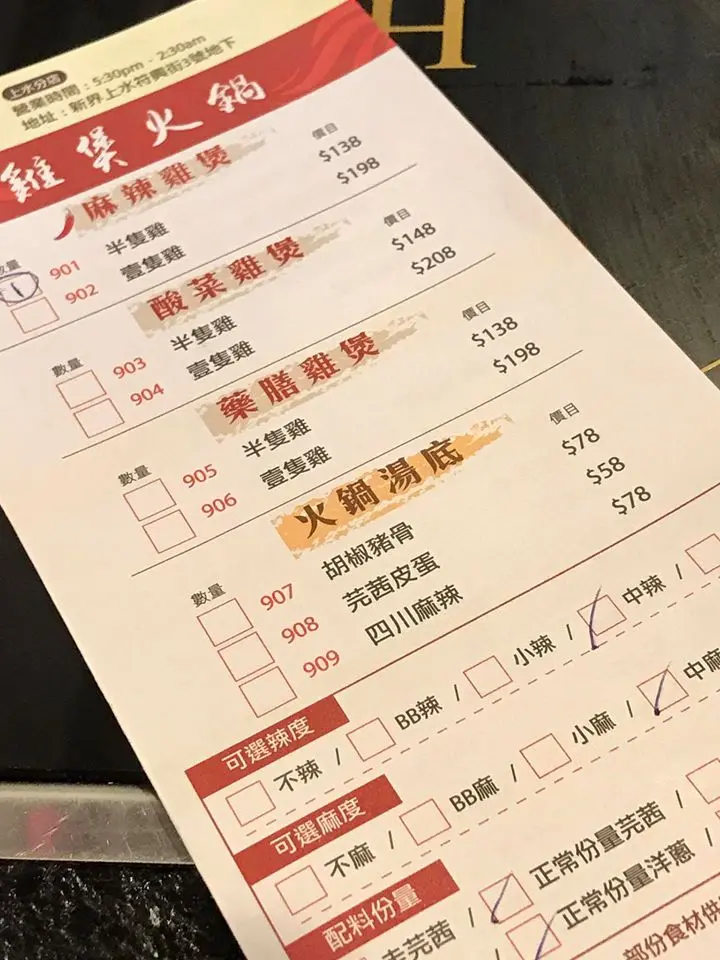 H
上水分店
營業時間：5:30pm - 2:30am
地址：新界上水符興街3號地下
雞煲火鍋
麻辣雞煲
數量 價目
1 901 半隻雞 $138
902 壹隻雞 $198
酸菜雞煲
數量 價目
903 半隻雞 $148
904 壹隻雞 $208
藥膳雞煲
數量 價目
905 半隻雞 $138
906 壹隻雞 $198
火鍋湯底
數量 價目
907 胡椒豬骨 $78
908 芫茜皮蛋 $58
909 四川麻辣 $78
可選辣度
不辣 / BB辣 / 小辣 / 中辣 /
可選麻度
不麻 / BB麻 / 小麻 / 中麻
配料份量
走芫茜 / 正常份量芫茜 /
正常份量洋蔥 /
部份食材供